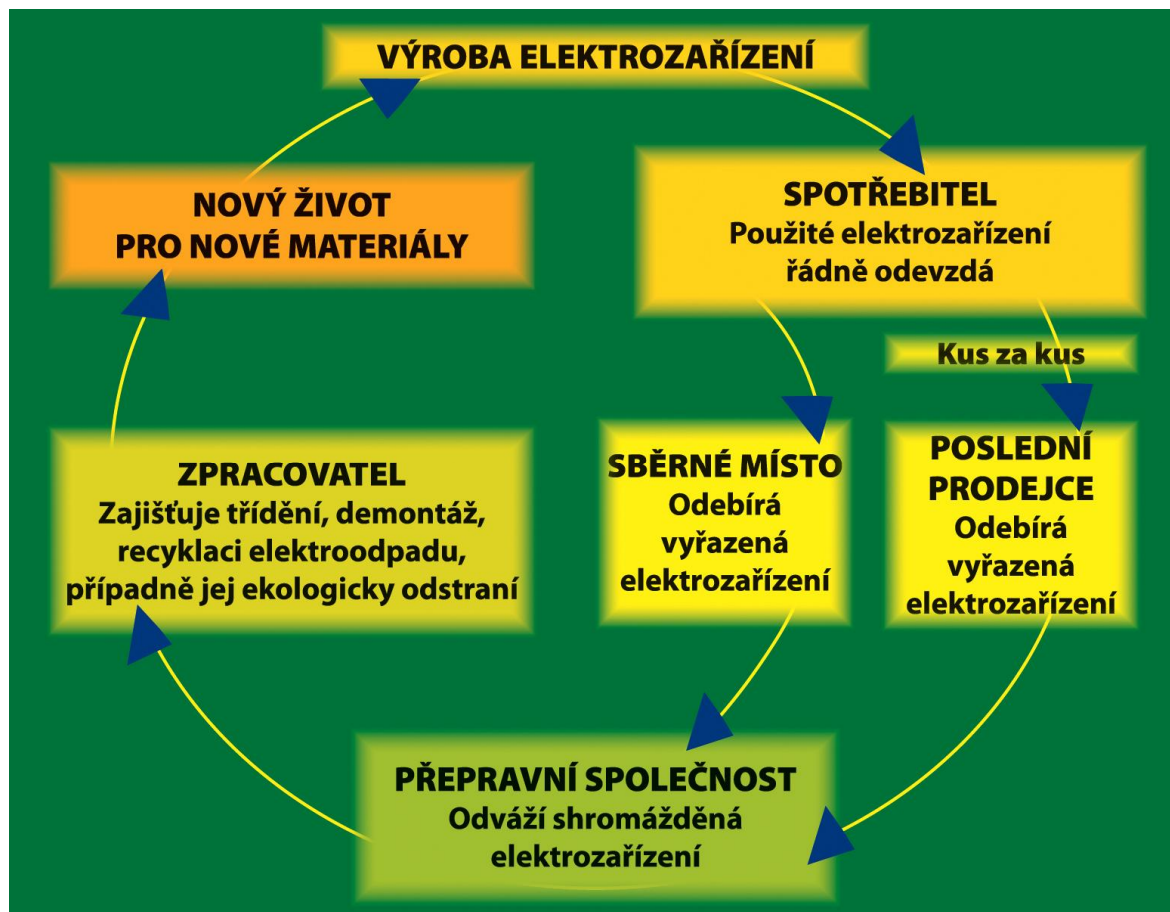 VÝROBA ELEKTROZAŘÍZENÍ
SPOTŘEBITEL
Použité elektrozařízení
řádně odevzdá
Kus za kus
POSLEDNÍ
PRODEJCE
Odebírá
vyřazená
elektrozařízení
SBĚRNÉ MÍSTO
Odebírá
vyřazená
elektrozařízení
PŘEPRAVNÍ SPOLEČNOST
Odváží shromážděná
elektrozařízení
ZPRACOVATEL
Zajišťuje třídění, demontáž,
recyklaci elektroodpadu,
případně jej ekologicky odstraní
NOVÝ ŽIVOT
PRO NOVÉ MATERIÁLY